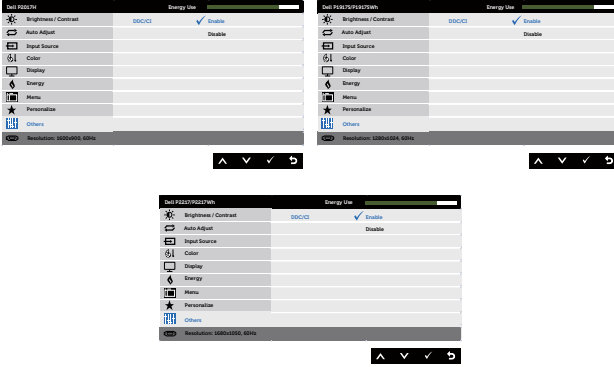 Dell P2017H Energy Use
Brightness / Contrast DDC/CI Enable
Auto Adjust Disable
Input Source
Color
Display
Energy
Menu
Personalize
Others
Resolution: 1600x900, 60Hz
Dell P1917S/P1917SWh Energy Use
Brightness / Contrast DDC/CI Enable
Auto Adjust Disable
Input Source
Color
Display
Energy
Menu
Personalize
Others
Resolution: 1280x1024, 60Hz
Dell P2217/P2217Wh Energy Use
Brightness / Contrast DDC/CI Enable
Auto Adjust Disable
Input Source
Color
Display
Energy
Menu
Personalize
Others
Resolution: 1680x1050, 60Hz